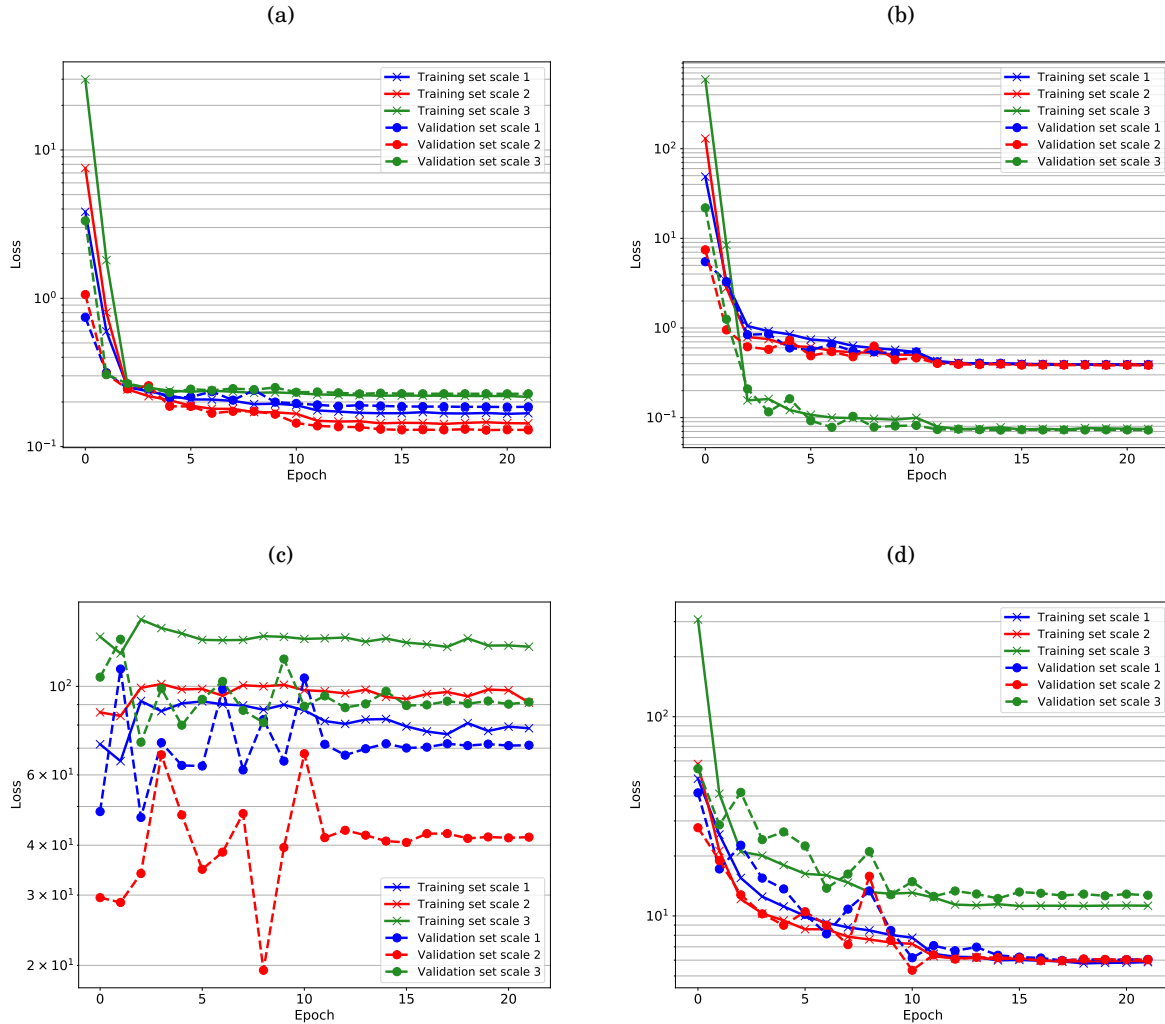 (a)
Loss
10^1
10^0
10^-1
0 5 10 15 20
Epoch
Training set scale 1
Training set scale 2
Training set scale 3
Validation set scale 1
Validation set scale 2
Validation set scale 3
(b)
Loss
10^2
10^1
10^0
10^-1
0 5 10 15 20
Epoch
Training set scale 1
Training set scale 2
Training set scale 3
Validation set scale 1
Validation set scale 2
Validation set scale 3
(c)
Loss
10^2
6 × 10^1
4 × 10^1
3 × 10^1
2 × 10^1
0 5 10 15 20
Epoch
Training set scale 1
Training set scale 2
Training set scale 3
Validation set scale 1
Validation set scale 2
Validation set scale 3
(d)
Loss
10^2
10^1
0 5 10 15 20
Epoch
Training set scale 1
Training set scale 2
Training set scale 3
Validation set scale 1
Validation set scale 2
Validation set scale 3